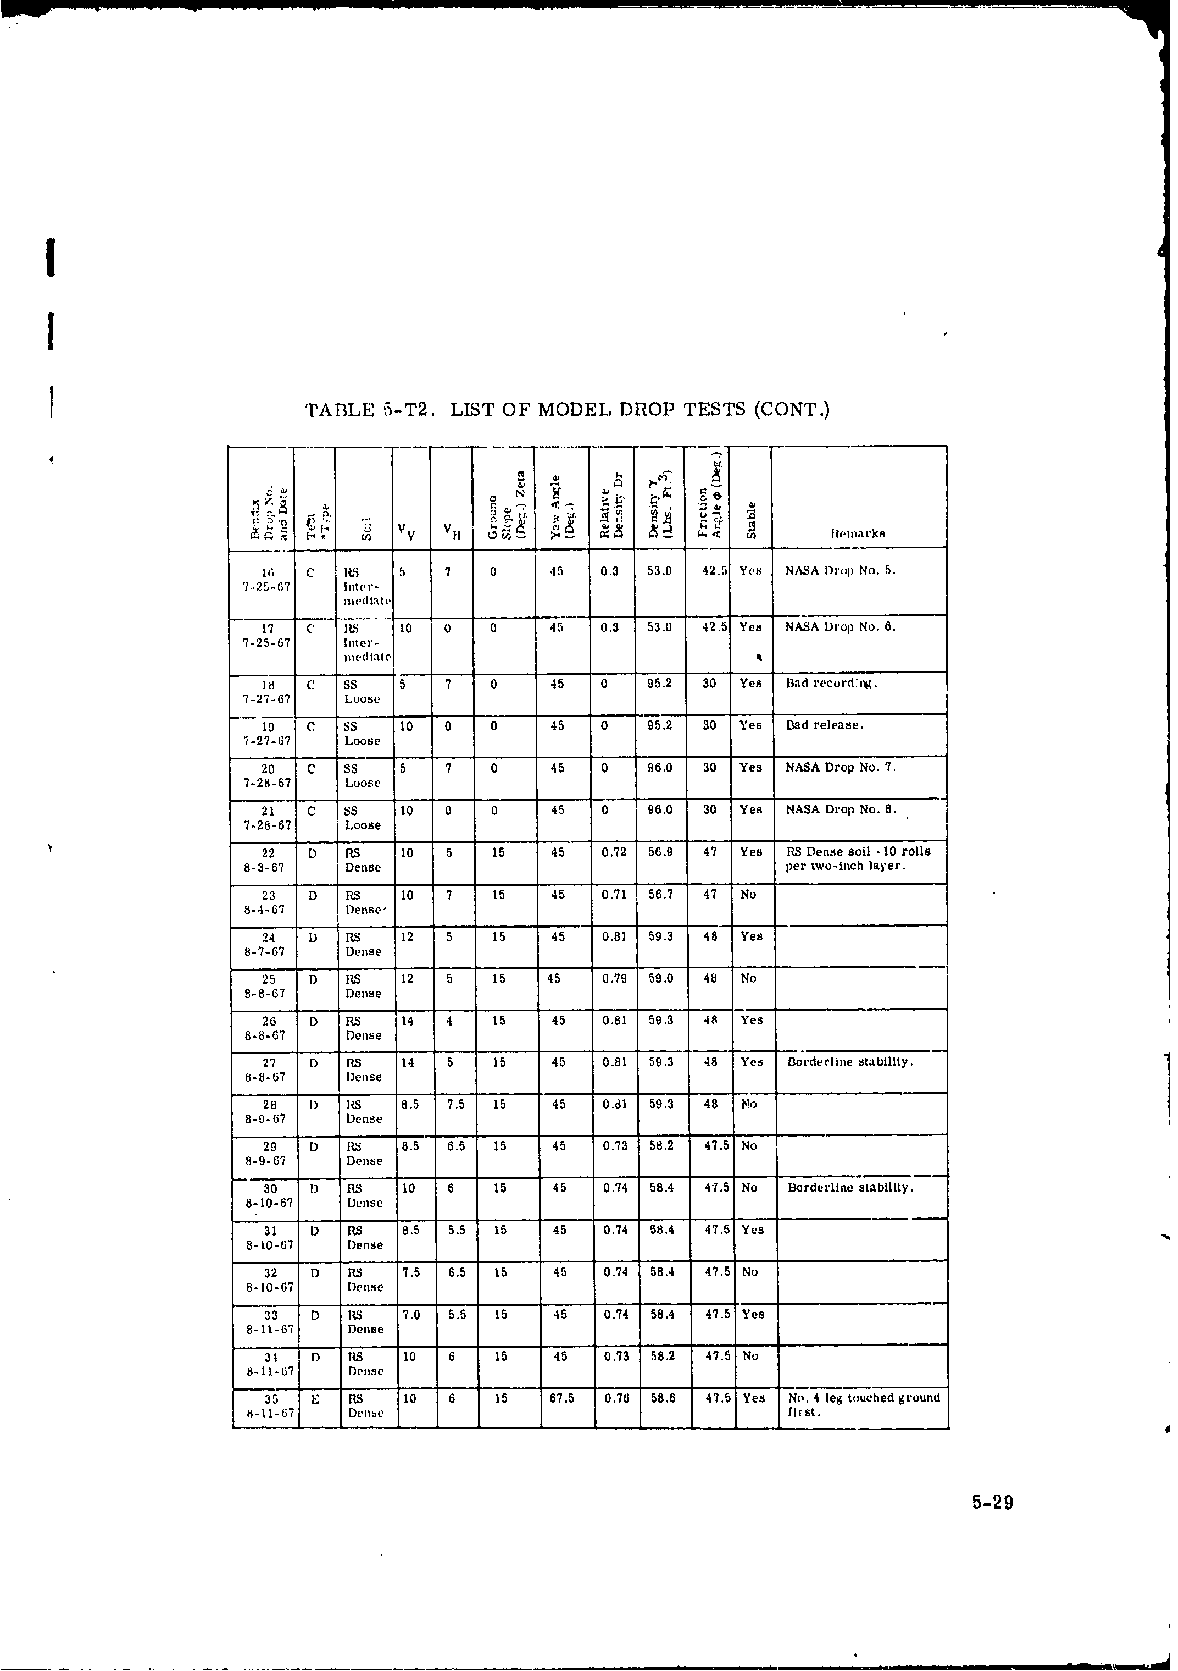 TABLE 5-T2. LIST OF MODEL DROP TESTS (CONT.)
Bendix Drop No. and Date | Test *Type | Soil | V_V | V_H | Ground Slope (Deg.) Zeta | Yaw Angle (Deg.) | Relative Density Dr | Density γ (Lbs. Ft.3) | Friction Angle Φ (Deg.) | Stable | Remarks
16 C RS 5 7 0 45 0.3 53.0 42.5 Yes NASA Drop No. 5.
7-25-67 Inter-
mediate
17 C RS 10 0 0 45 0.3 53.0 42.5 Yes NASA Drop No. 6.
7-25-67 Inter-
mediate
18 C SS 5 7 0 45 0 95.2 30 Yes Bad recording.
7-27-67 Loose
19 C SS 10 0 0 45 0 95.2 30 Yes Bad release.
7-27-67 Loose
20 C SS 5 7 0 45 0 96.0 30 Yes NASA Drop No. 7.
7-28-67 Loose
21 C SS 10 0 0 45 0 96.0 30 Yes NASA Drop No. 8.
7-28-67 Loose
22 D RS 10 5 15 45 0.72 56.9 47 Yes RS Dense soil - 10 rolls
8-3-67 Dense per two-inch layer.
23 D RS 10 7 15 45 0.71 56.7 47 No
8-4-67 Dense
24 D RS 12 5 15 45 0.81 59.3 48 Yes
8-7-67 Dense
25 D RS 12 5 15 45 0.79 59.0 48 No
8-8-67 Dense
26 D RS 14 4 15 45 0.81 59.3 48 Yes
8-8-67 Dense
27 D RS 14 5 15 45 0.81 59.3 48 Yes Borderline stability.
8-8-67 Dense
28 D RS 8.5 7.5 15 45 0.81 59.3 48 No
8-9-67 Dense
29 D RS 8.5 6.5 15 45 0.73 58.2 47.5 No
8-9-67 Dense
30 D RS 10 6 15 45 0.74 58.4 47.5 No Borderline stability.
8-10-67 Dense
31 D RS 8.5 5.5 15 45 0.74 58.4 47.5 Yes
8-10-67 Dense
32 D RS 7.5 6.5 15 45 0.74 58.4 47.5 No
8-10-67 Dense
33 D RS 7.0 5.5 15 45 0.74 58.4 47.5 Yes
8-11-67 Dense
34 D RS 10 6 15 45 0.73 58.2 47.5 No
8-11-67 Dense
35 E RS 10 6 15 67.5 0.76 58.6 47.5 Yes No. 4 leg touched ground
8-11-67 Dense first.
5-29